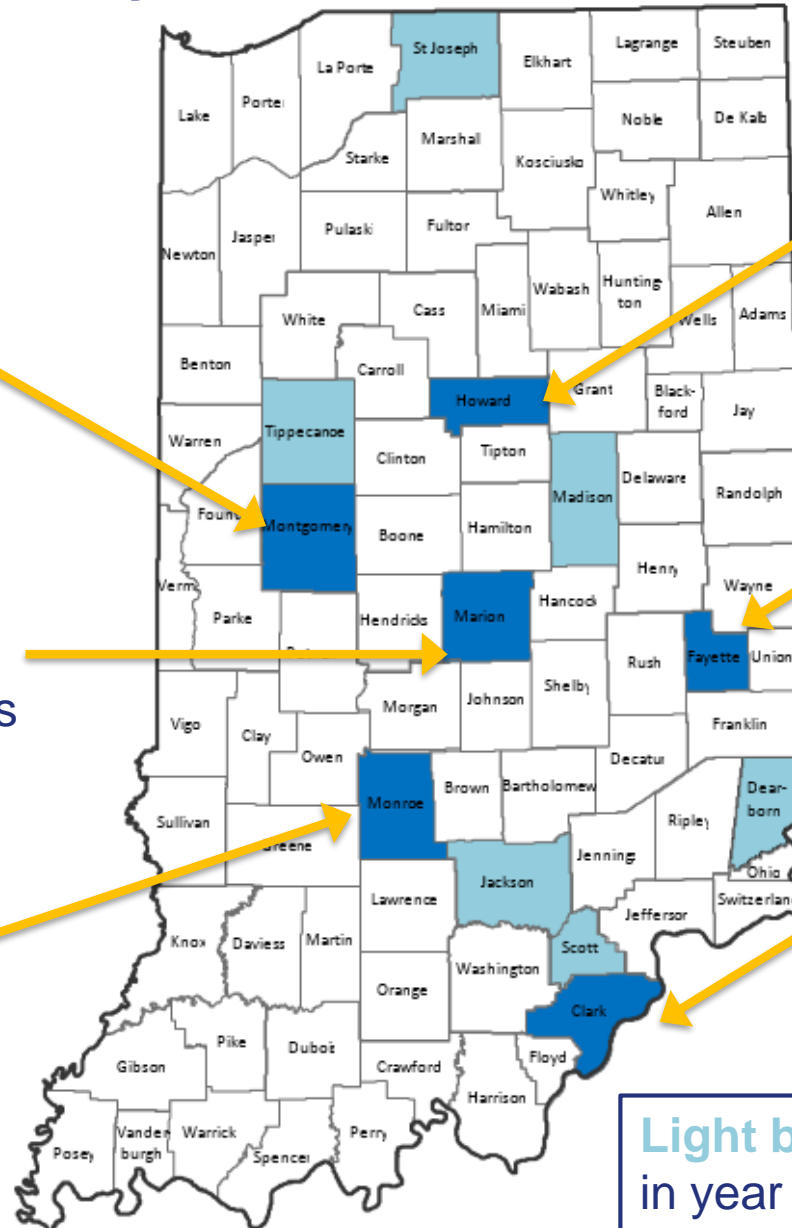 St Joseph
Lagrange
Steuben
La Porte
Elkhart
Lake
Porter
Noble
De Kalb
Marshall
Starke
Kosciusko
Whitley
Allen
Newton
Jasper
Pulaski
Fultor
Wabash
Hunting
ton
Miami
White
Cass
Wells
Adams
Benton
Carroll
Howard
Grant
Black-
ford
Jay
Warren
Tippecanoe
Clinton
Tipton
Madison
Delaware
Randolph
Fount
Montgomery
Boone
Hamilton
Henry
Wayne
Verm
Parke
Hendricks
Marion
Hancock
Rush
Fayette
Union
Morgan
Johnson
Shelby
s
Vigo
Clay
Owen
Franklin
Decatur
Monroe
Brown
Bartholomew
Dear-
born
Sullivan
Greene
Jennings
Ripley
Ohio
Jackson
Lawrence
Switzerland
Jefferson
Knox
Daviess
Martin
Scott
Washington
Orange
Clark
Pike
Dubois
Gibson
Crawford
Floyd
Harrison
Posey
Vander
burgh
Warrick
Spencer
Perry
Light b
in year